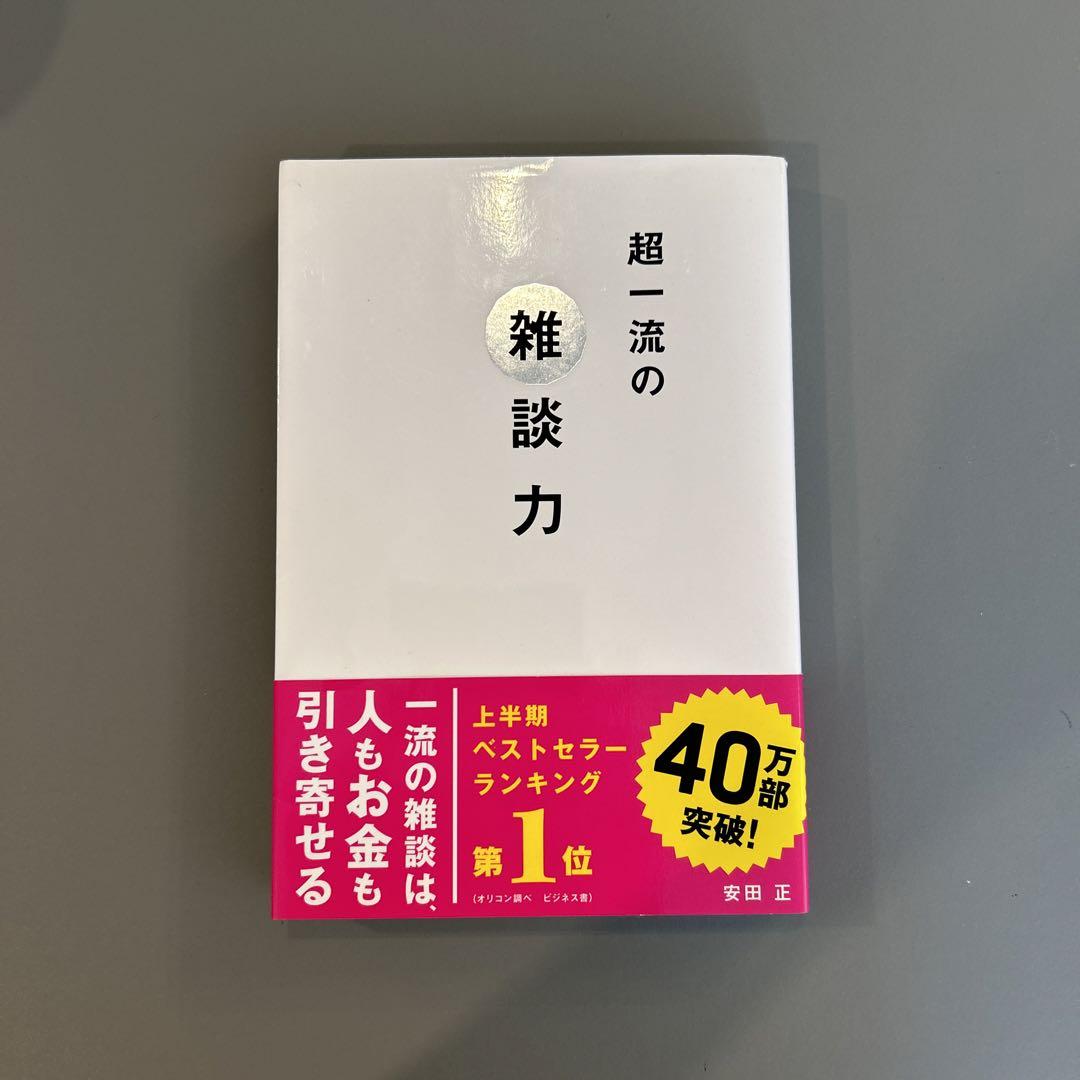 超一流の
雑談力
一流の雑談は、
人もお金も
引き寄せる
上半期
ベストセラー
ランキング
第1位
(オリコン調べ　ビジネス書)
40万部
突破!
安田 正